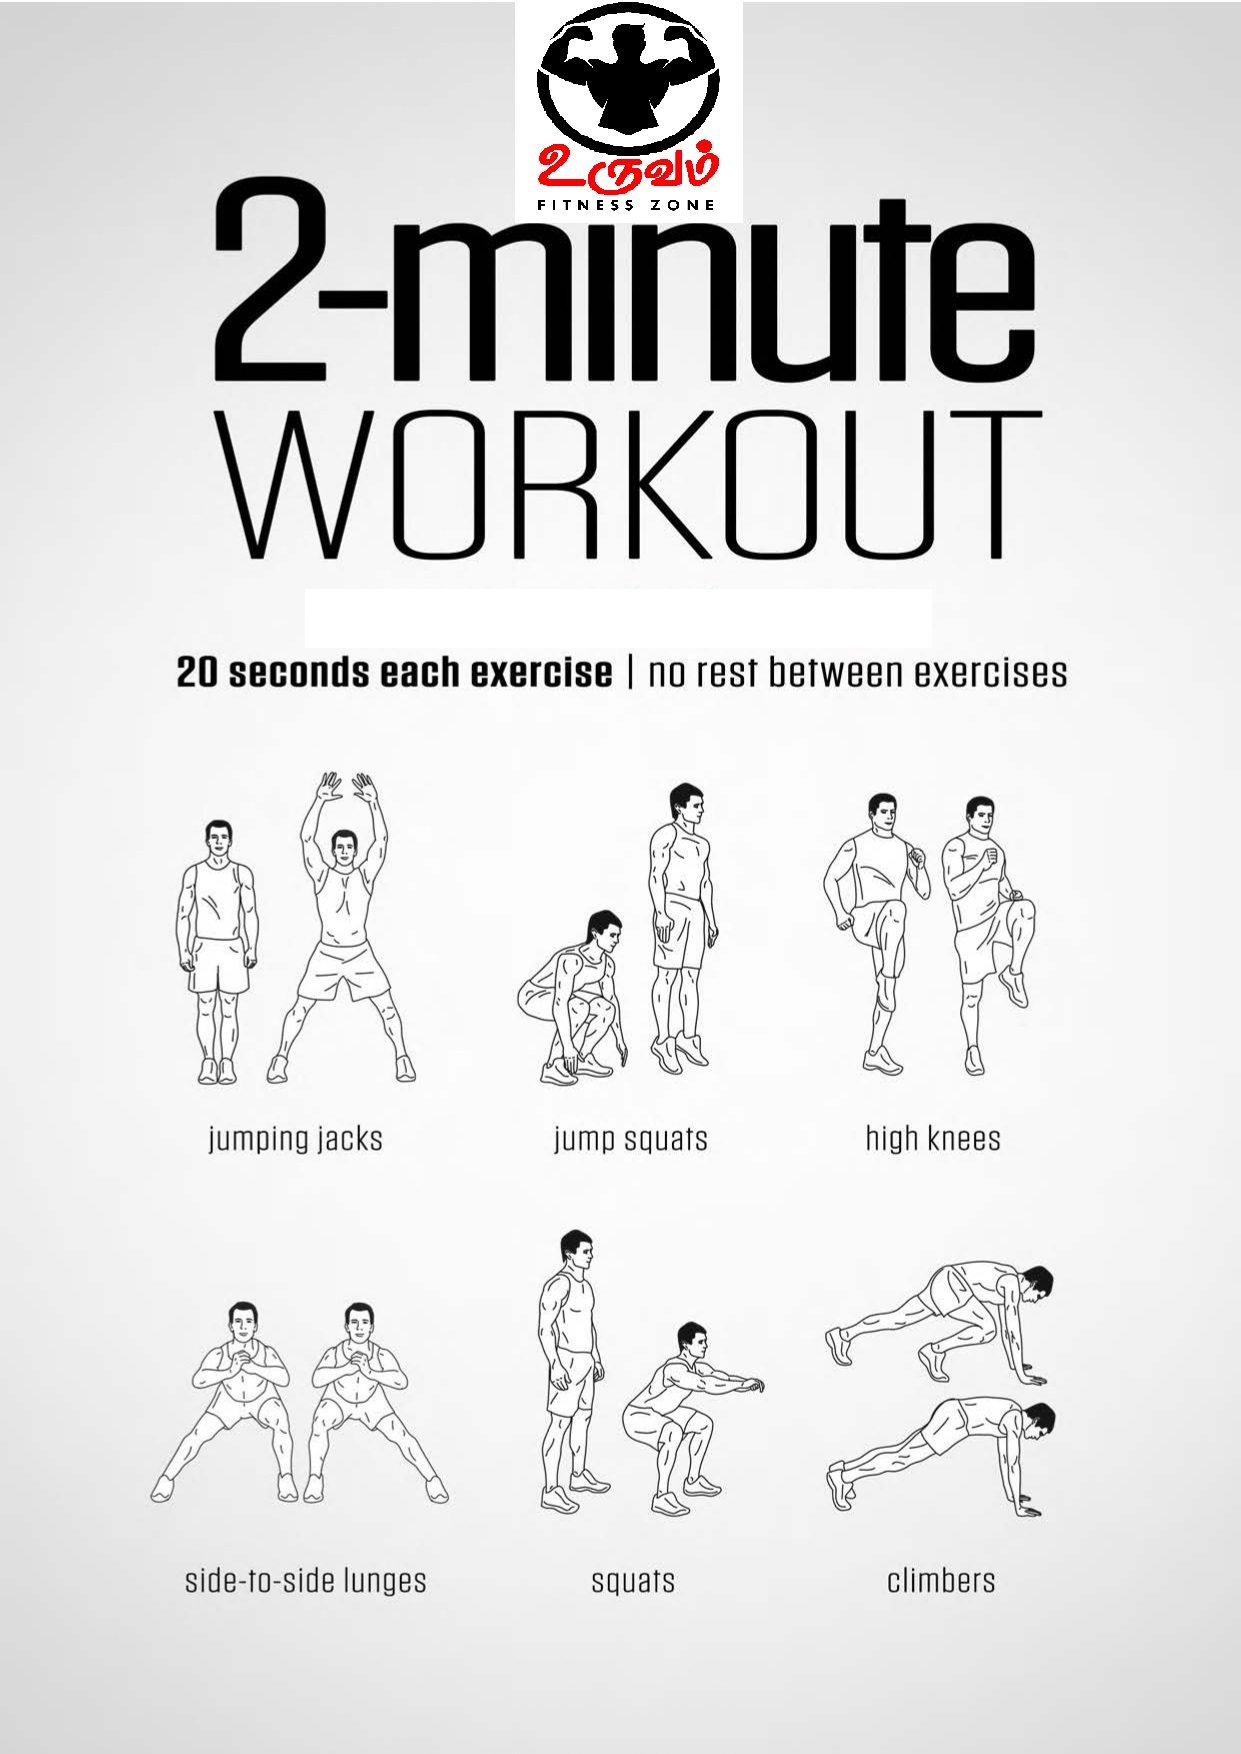 உருவம்
FITNESS ZONE
2-minute
WORKOUT
20 seconds each exercise | no rest between exercises
jumping jacks jump squats high knees
side-to-side lunges squats climbers